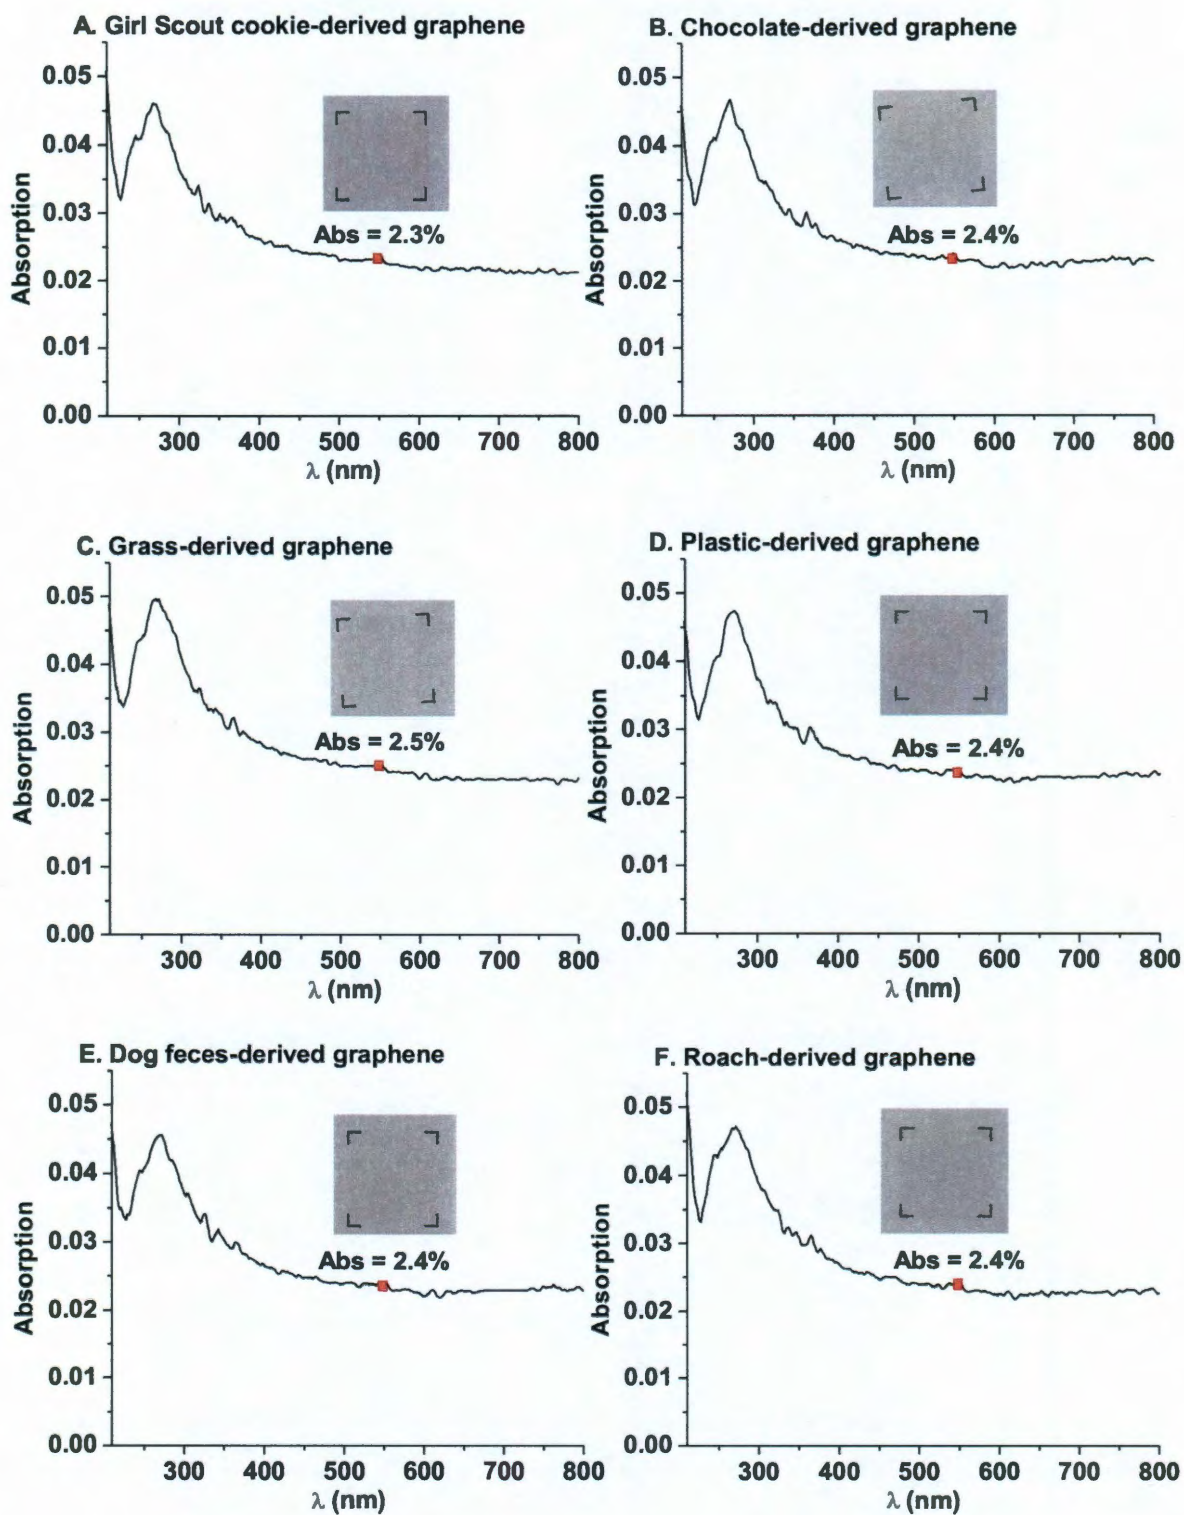 A. Girl Scout cookie-derived graphene
0.05
0.04
0.03
0.02
0.01
0.00
Absorption
Abs = 2.3%
300 400 500 600 700 800
λ (nm)
B. Chocolate-derived graphene
0.05
0.04
0.03
0.02
0.01
0.00
Absorption
Abs = 2.4%
300 400 500 600 700 800
λ (nm)
C. Grass-derived graphene
0.05
0.04
0.03
0.02
0.01
0.00
Absorption
Abs = 2.5%
300 400 500 600 700 800
λ (nm)
D. Plastic-derived graphene
0.05
0.04
0.03
0.02
0.01
0.00
Absorption
Abs = 2.4%
300 400 500 600 700 800
λ (nm)
E. Dog feces-derived graphene
0.05
0.04
0.03
0.02
0.01
0.00
Absorption
Abs = 2.4%
300 400 500 600 700 800
λ (nm)
F. Roach-derived graphene
0.05
0.04
0.03
0.02
0.01
0.00
Absorption
Abs = 2.4%
300 400 500 600 700 800
λ (nm)